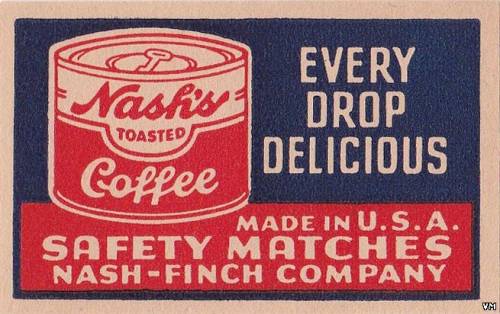 Nash's
TOASTED
Coffee
EVERY
DROP
DELICIOUS
MADE IN U.S.A.
SAFETY MATCHES
NASH-FINCH COMPANY
VM